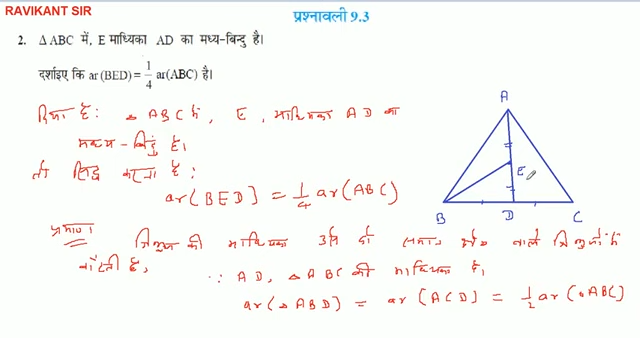 RAVIKANT SIR
प्रश्नावली 9.3
2. Δ ABC में, E माध्यिका AD का मध्य-बिन्दु है।
दर्शाइए कि ar (BED) = 1/4 ar(ABC) है।
दिया है: △ ABC में, E, माध्यिका AD का
मध्य-बिंदु है।
तो सिद्ध करना है:
ar(BED) = 1/4 ar(ABC)
प्रमाण। त्रिभुज की माध्यिका उसे दो समान क्षेत्र वाले त्रिभुजों में
बाँटती है,
∵ AD, △ABC की माध्यिका है।
ar(△ABD) = ar(ACD) = 1/2 ar(△ABC)
A
E
B D C